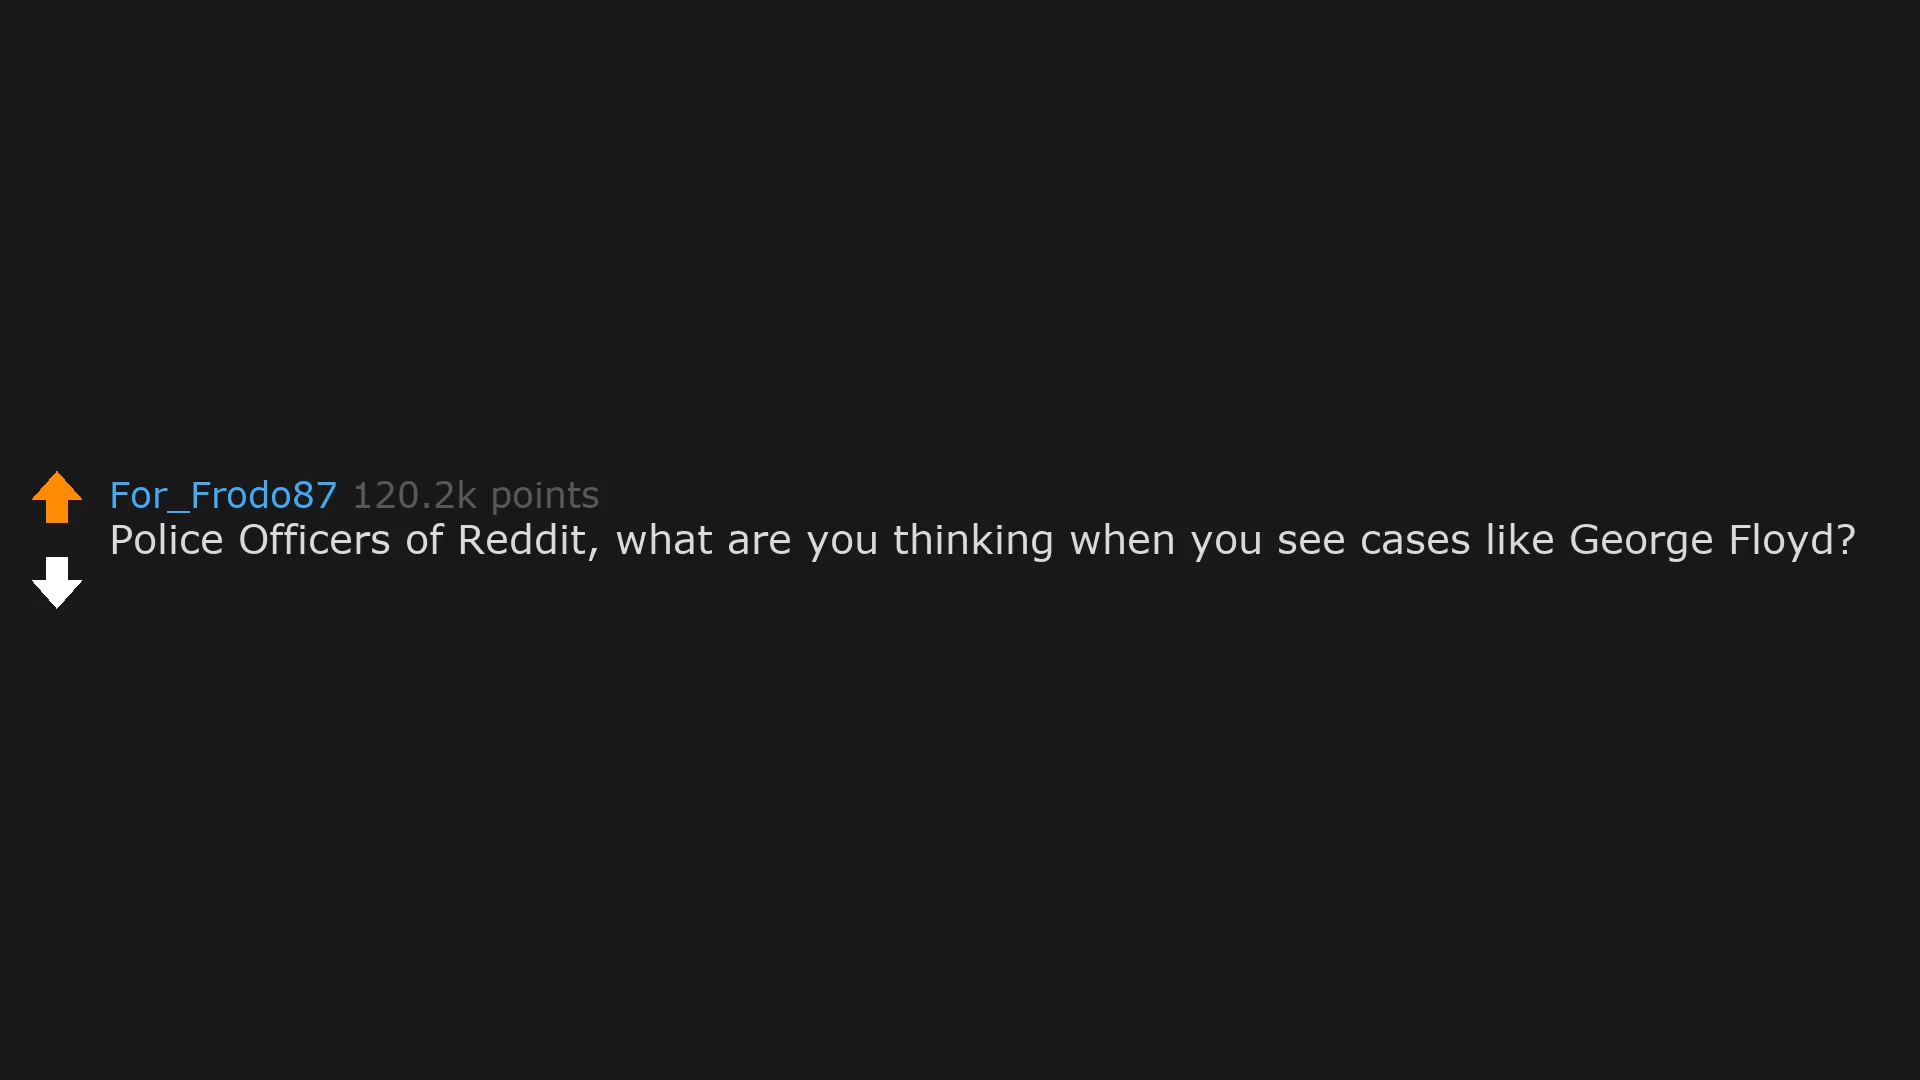 For_Frodo87 120.2k points
Police Officers of Reddit, what are you thinking when you see cases like George Floyd?